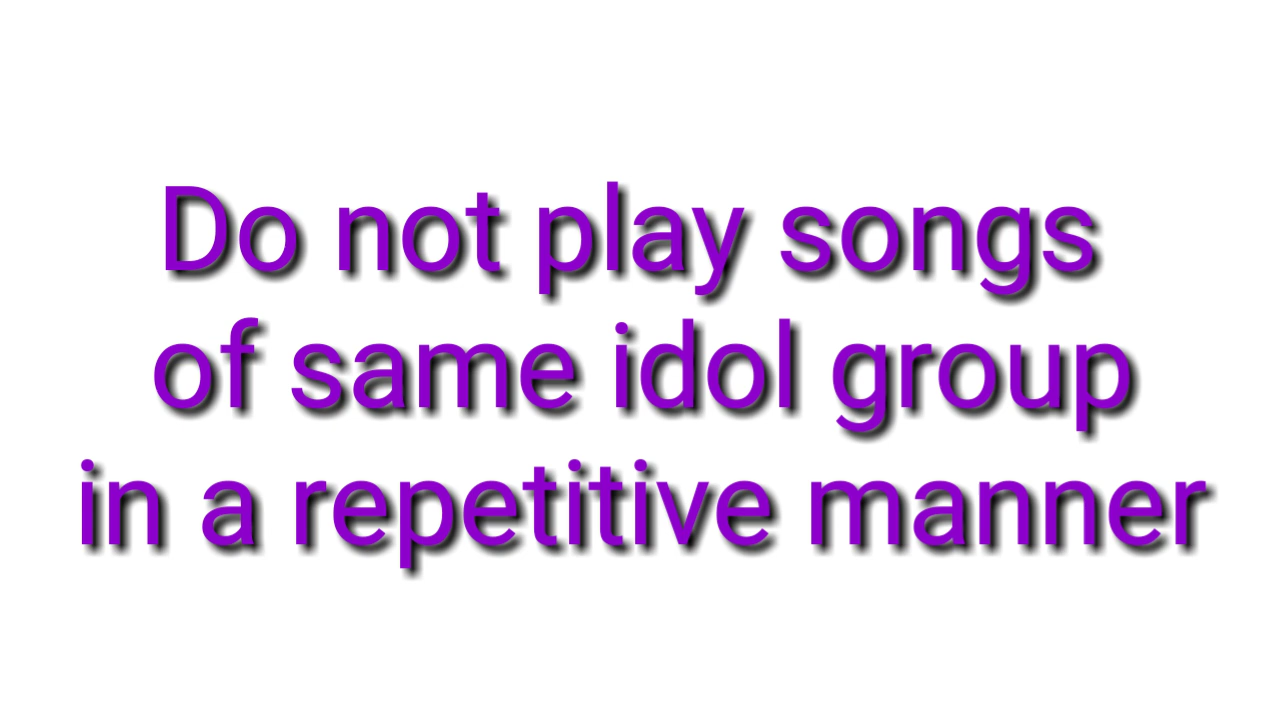 Do not play songs
of same idol group
in a repetitive manner